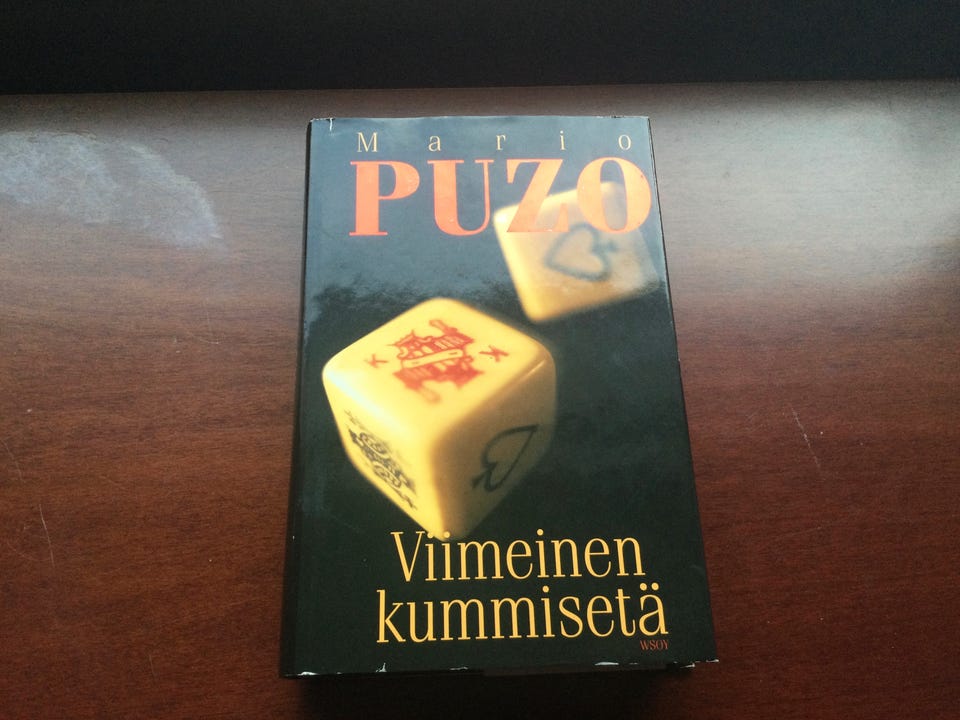 Mario
PUZO
K K
Viimeinen
kummisetä
WSOY